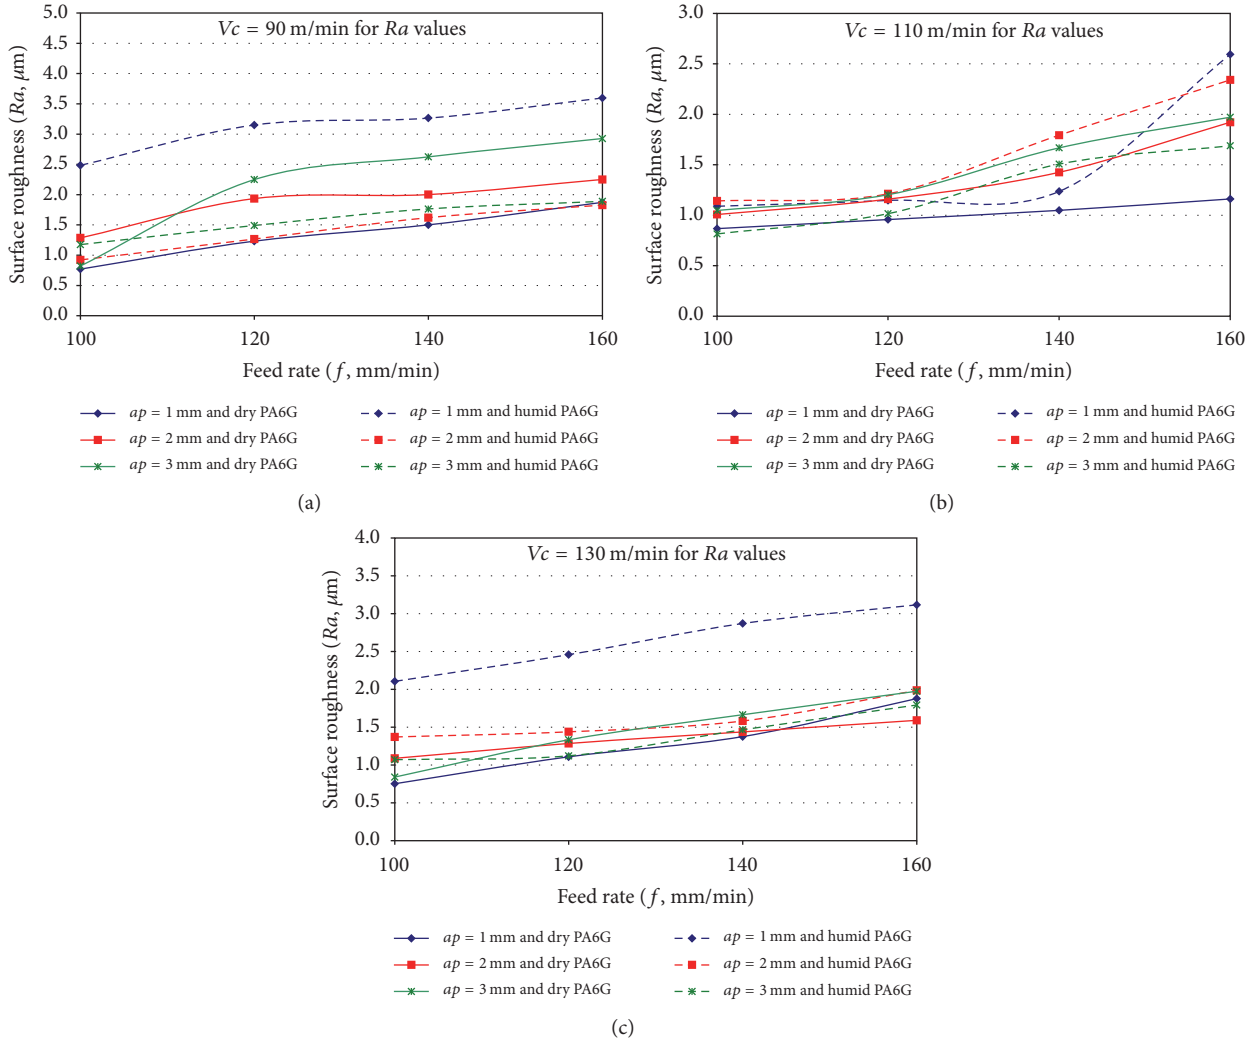 Vc = 90 m/min for Ra values
Surface roughness (Ra, μm)
5.0
4.5
4.0
3.5
3.0
2.5
2.0
1.5
1.0
0.5
0.0
100 120 140 160
Feed rate (f, mm/min)
ap = 1 mm and dry PA6G
ap = 2 mm and dry PA6G
ap = 3 mm and dry PA6G
ap = 1 mm and humid PA6G
ap = 2 mm and humid PA6G
ap = 3 mm and humid PA6G
(a)
Vc = 110 m/min for Ra values
Surface roughness (Ra, μm)
3.0
2.5
2.0
1.5
1.0
0.5
0.0
100 120 140 160
Feed rate (f, mm/min)
ap = 1 mm and dry PA6G
ap = 2 mm and dry PA6G
ap = 3 mm and dry PA6G
ap = 1 mm and humid PA6G
ap = 2 mm and humid PA6G
ap = 3 mm and humid PA6G
(b)
Vc = 130 m/min for Ra values
Surface roughness (Ra, μm)
4.0
3.5
3.0
2.5
2.0
1.5
1.0
0.5
0.0
100 120 140 160
Feed rate (f, mm/min)
ap = 1 mm and dry PA6G
ap = 2 mm and dry PA6G
ap = 3 mm and dry PA6G
ap = 1 mm and humid PA6G
ap = 2 mm and humid PA6G
ap = 3 mm and humid PA6G
(c)